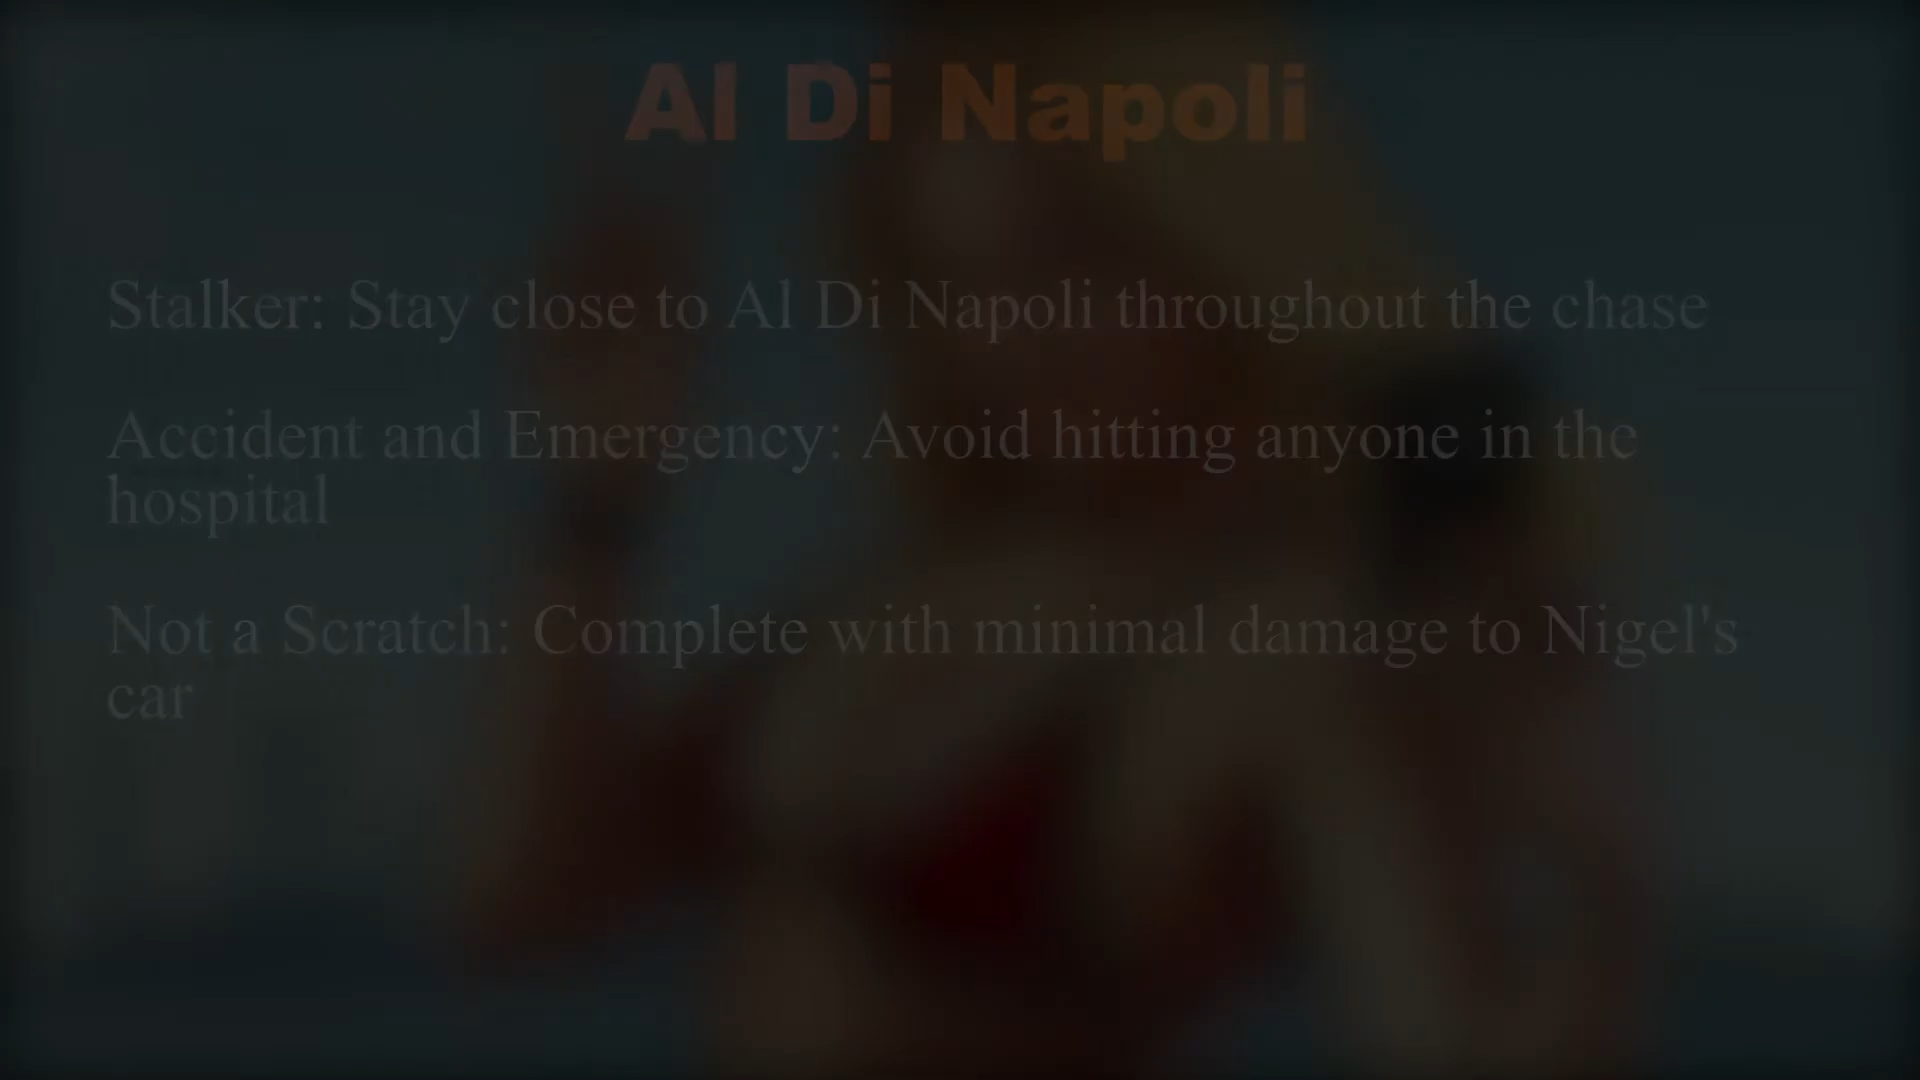 Al Di Napoli
Stalker: Stay close to Al Di Napoli throughout the chase
Accident and Emergency: Avoid hitting anyone in the
hospital
Not a Scratch: Complete with minimal damage to Nigel's
car